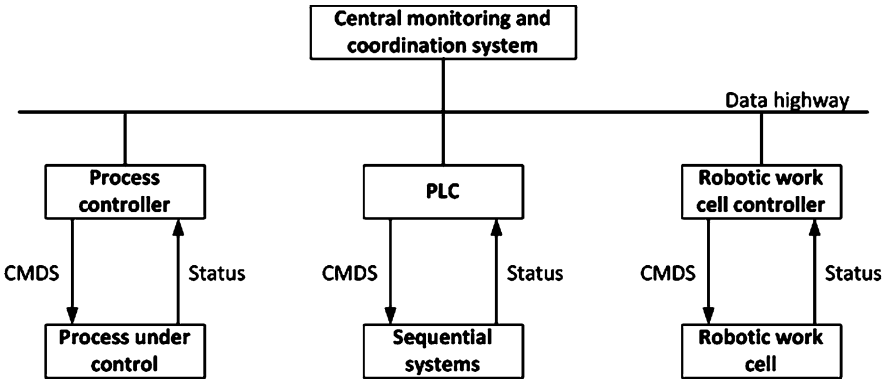 Central monitoring and
coordination system
Data highway
Process
controller
PLC
Robotic work
cell controller
CMDS
Status
CMDS
Status
CMDS
Status
Process under
control
Sequential
systems
Robotic work
cell